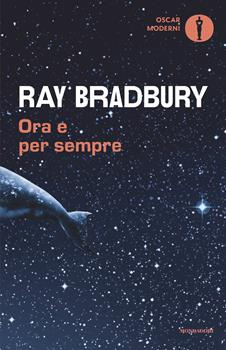 OSCAR
MODERNI
RAY BRADBURY
Ora e
per sempre
MONDADORI